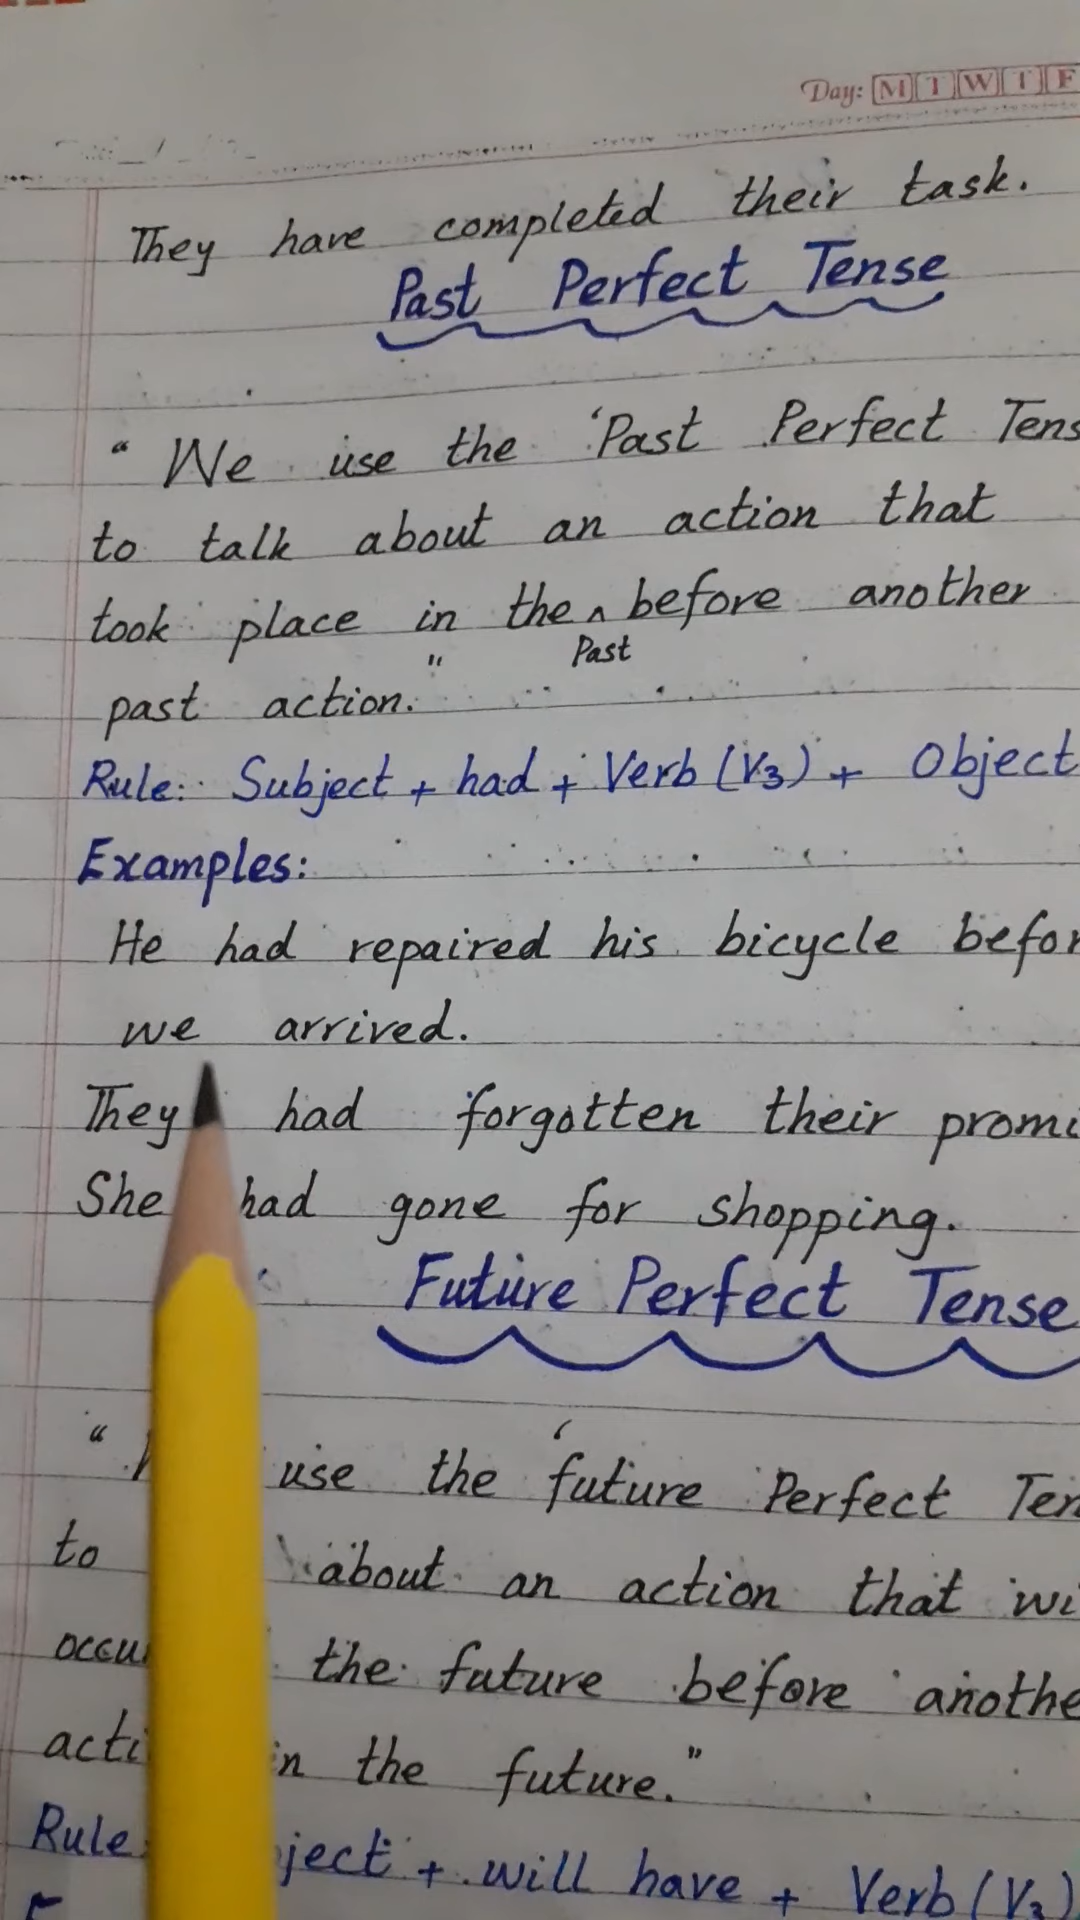 Day: M T W T F
They have completed their task.
Past Perfect Tense
“ We use the ‘Past Perfect Tens
to talk about an action that
took place in the ^ before another
Past
past action.”
Rule: Subject + had + Verb (V3) + Object
Examples:
He had repaired his bicycle befor
we arrived.
They had forgotten their promi
She had gone for shopping.
Future Perfect Tense
“ use the ‘future Perfect Ten
to about an action that wi
occu the future before anothe
acti in the future.”
Rule: ject + will have + Verb (V3)